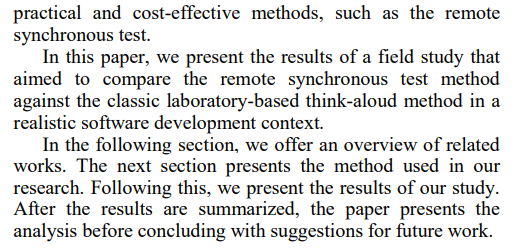 practical and cost-effective methods, such as the remote
synchronous test.
In this paper, we present the results of a field study that
aimed to compare the remote synchronous test method
against the classic laboratory-based think-aloud method in a
realistic software development context.
In the following section, we offer an overview of related
works. The next section presents the method used in our
research. Following this, we present the results of our study.
After the results are summarized, the paper presents the
analysis before concluding with suggestions for future work.